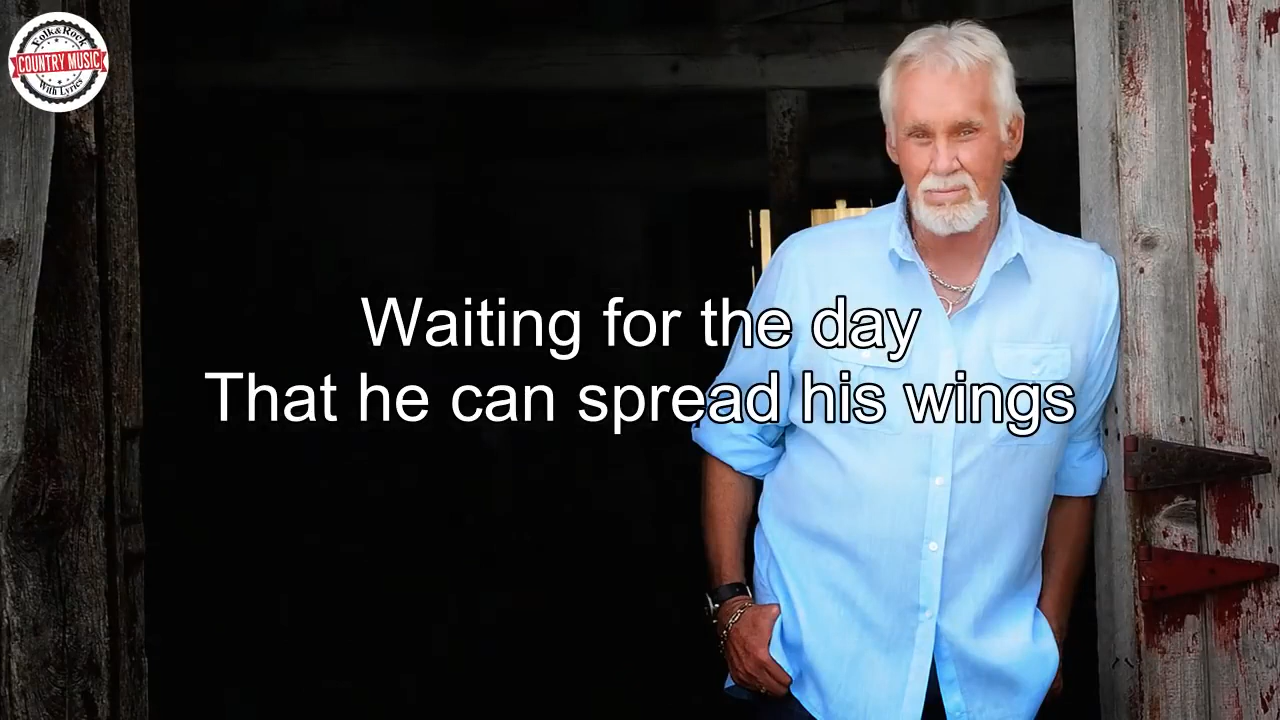 Folk&Rock
COUNTRY MUSIC
With Lyrics
Waiting for the day
That he can spread his wings